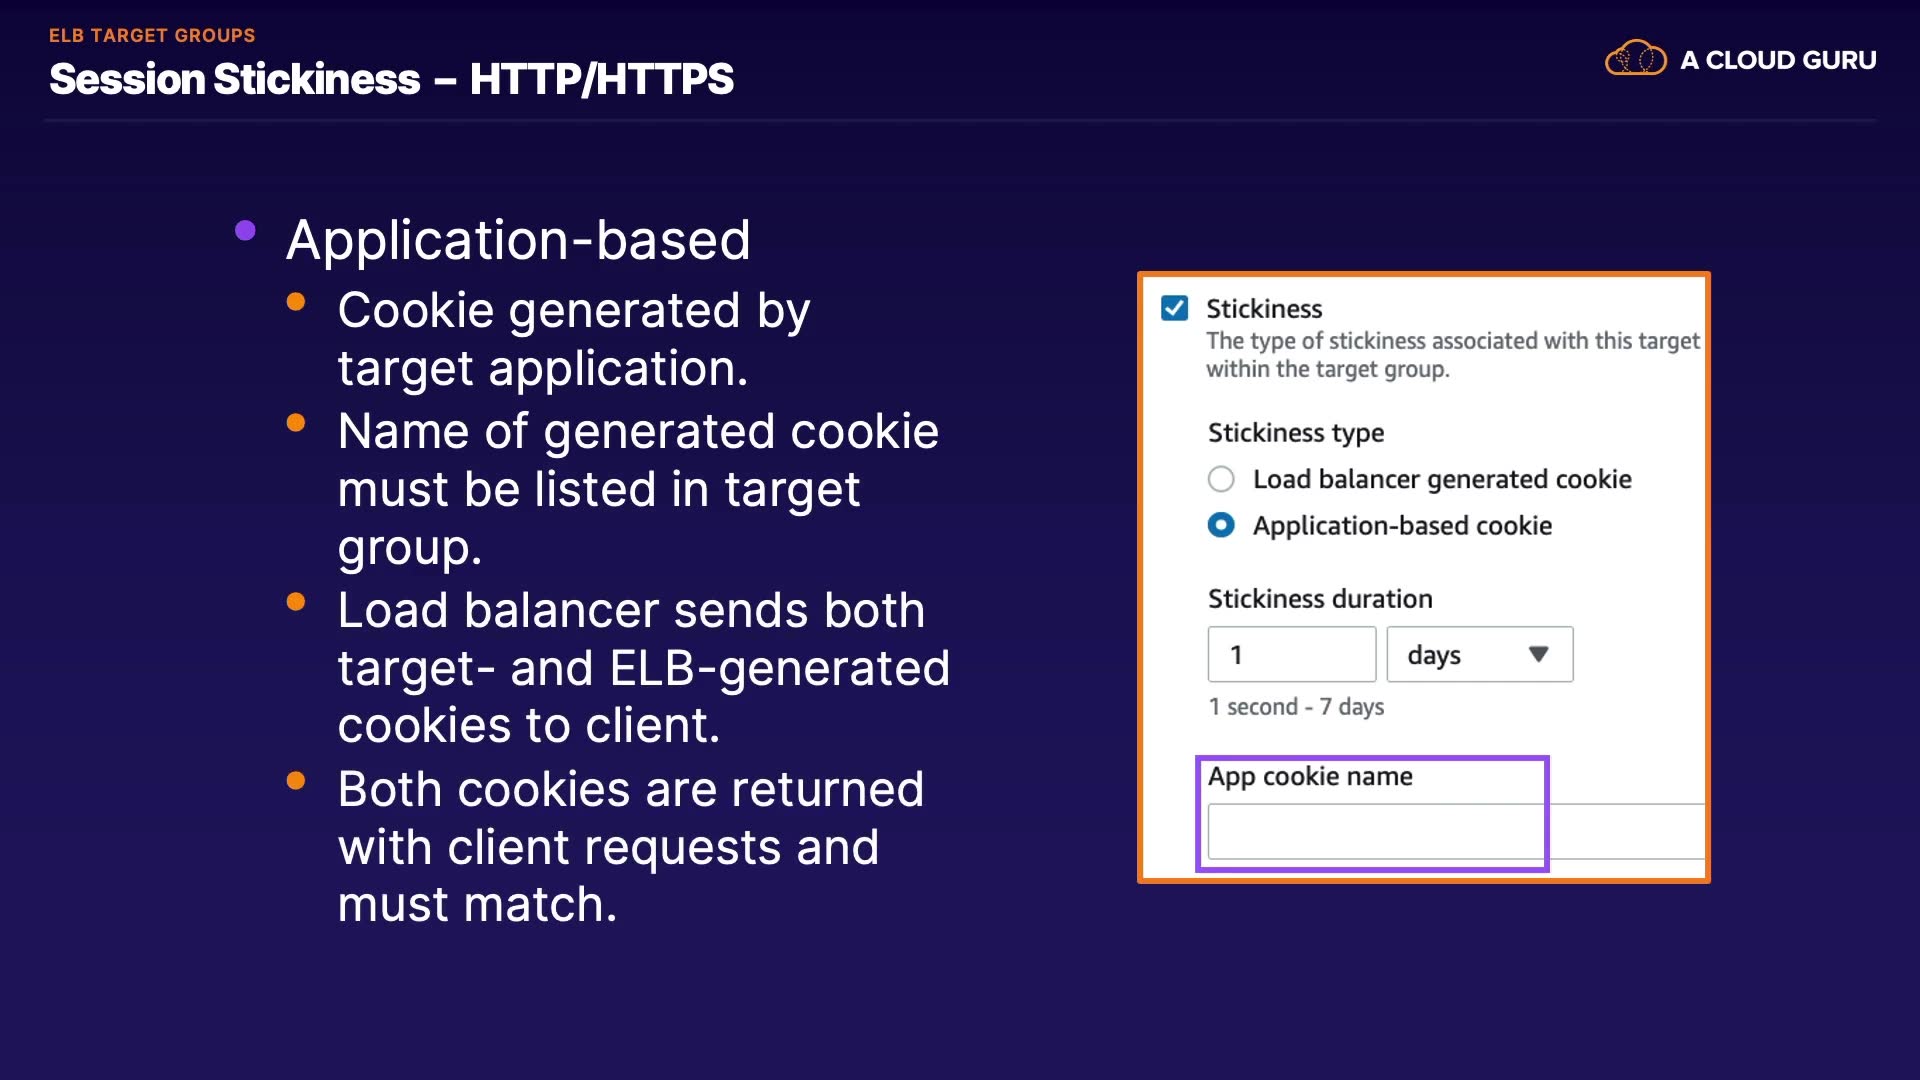 ELB TARGET GROUPS
Session Stickiness – HTTP/HTTPS
A CLOUD GURU
Application-based
Cookie generated by
target application.
Name of generated cookie
must be listed in target
group.
Load balancer sends both
target- and ELB-generated
cookies to client.
Both cookies are returned
with client requests and
must match.
Stickiness
The type of stickiness associated with this target
within the target group.
Stickiness type
Load balancer generated cookie
Application-based cookie
Stickiness duration
1
days
1 second - 7 days
App cookie name